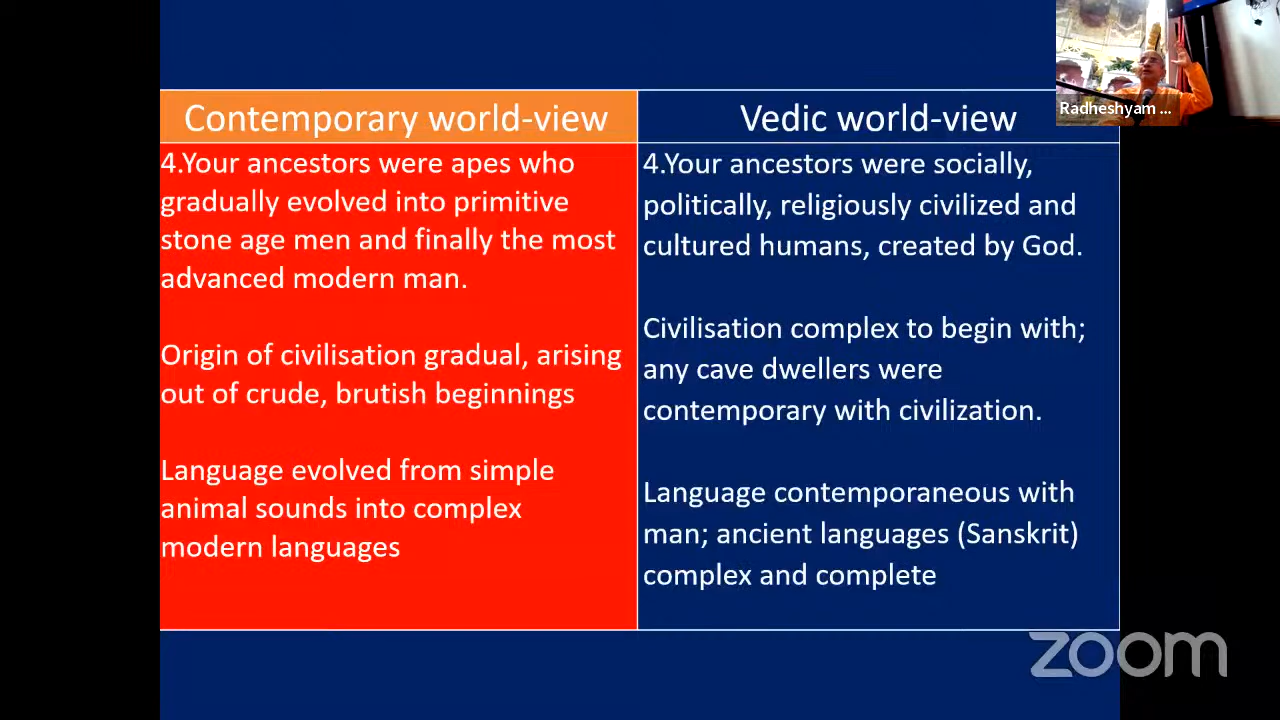 Contemporary world-view
4.Your ancestors were apes who
gradually evolved into primitive
stone age men and finally the most
advanced modern man.
Origin of civilisation gradual, arising
out of crude, brutish beginnings
Language evolved from simple
animal sounds into complex
modern languages
Vedic world-view
4.Your ancestors were socially,
politically, religiously civilized and
cultured humans, created by God.
Civilisation complex to begin with;
any cave dwellers were
contemporary with civilization.
Language contemporaneous with
man; ancient languages (Sanskrit)
complex and complete
Radheshyam ...
zoom